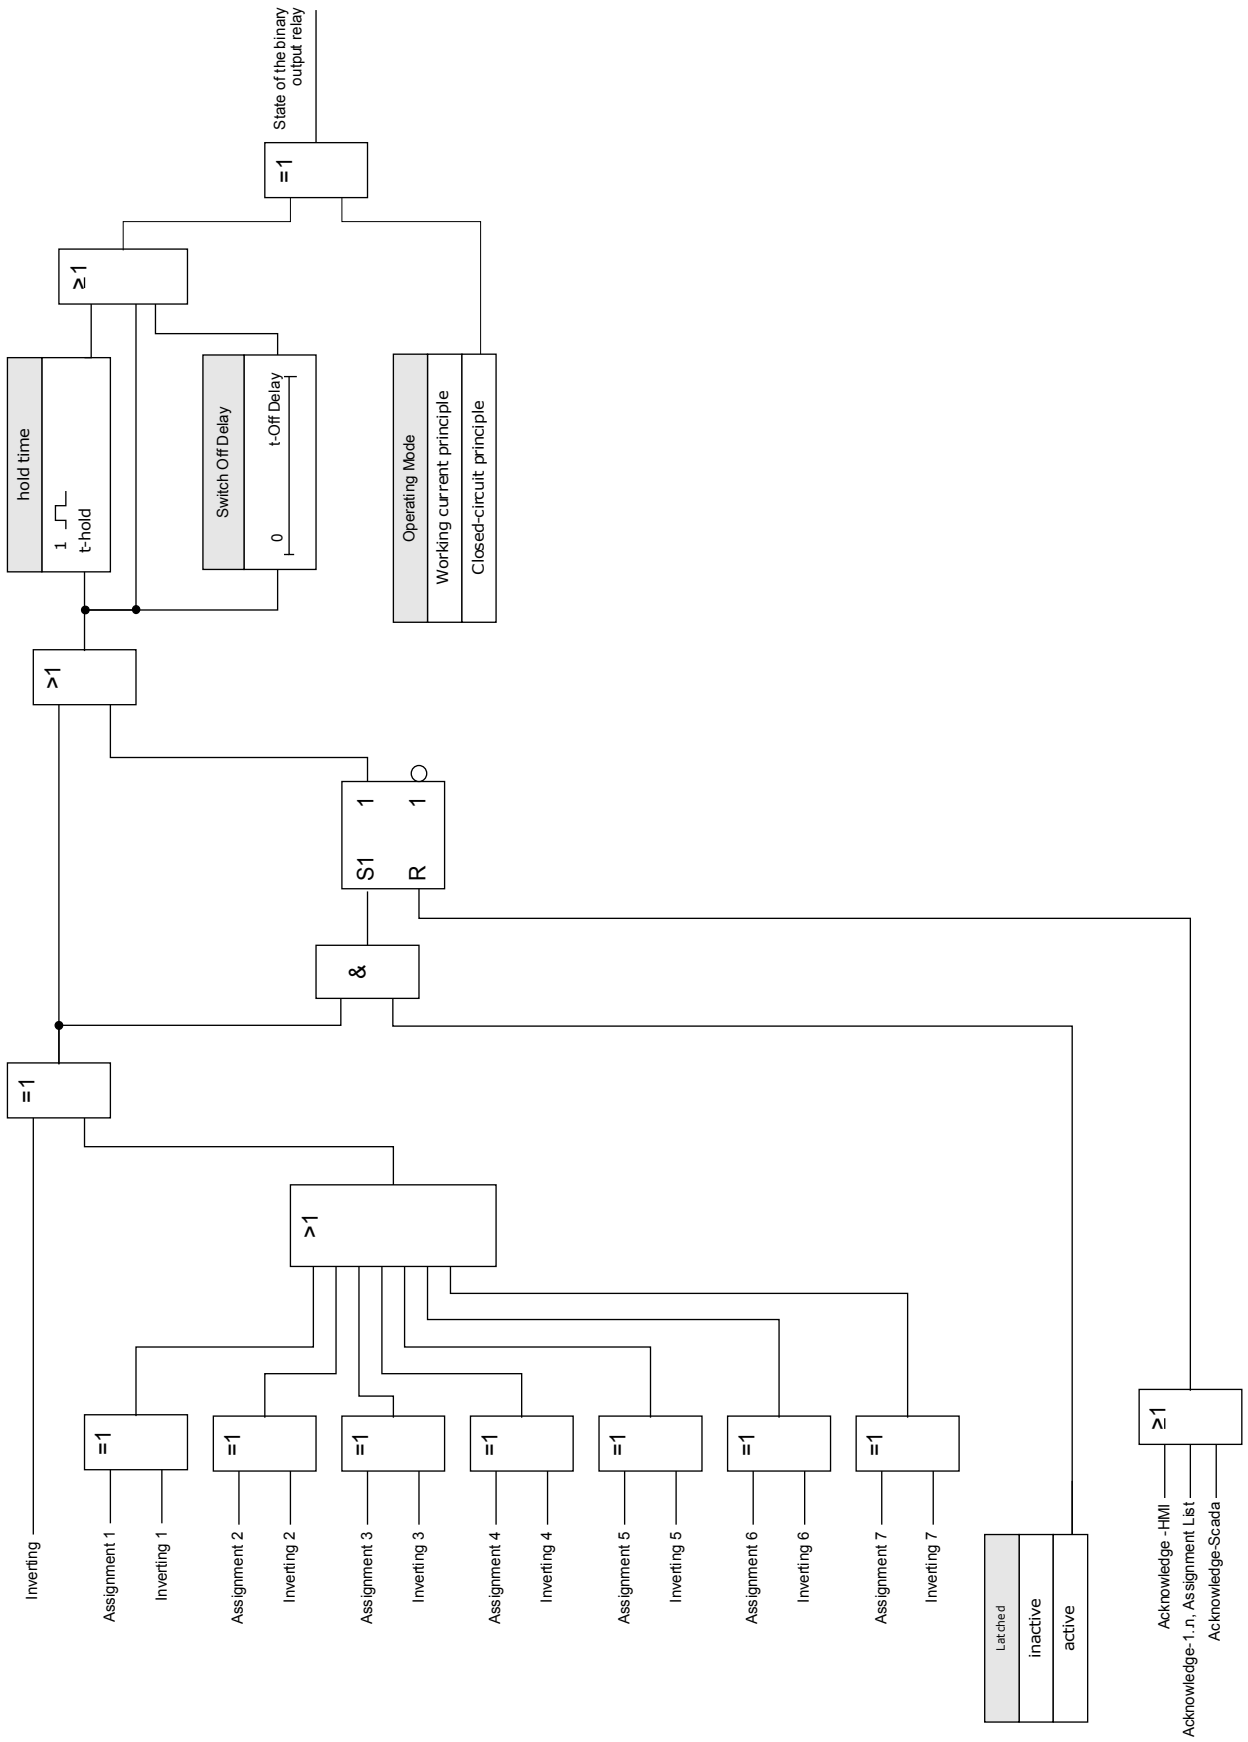 Inverting
Assignment 1
Inverting 1
Assignment 2
Inverting 2
Assignment 3
Inverting 3
Assignment 4
Inverting 4
Assignment 5
Inverting 5
Assignment 6
Inverting 6
Assignment 7
Inverting 7
Latched
inactive
active
Acknowledge -HMI
Acknowledge-1..n, Assignment List
Acknowledge-Scada
=1
=1
=1
=1
=1
=1
=1
≥1
>1
=1
&
S1 1
R 1
>1
hold time
1
t-hold
Switch Off Delay
0 t-Off Delay
Operating Mode
Working current principle
Closed-circuit principle
≥1
=1
State of the binary
output relay